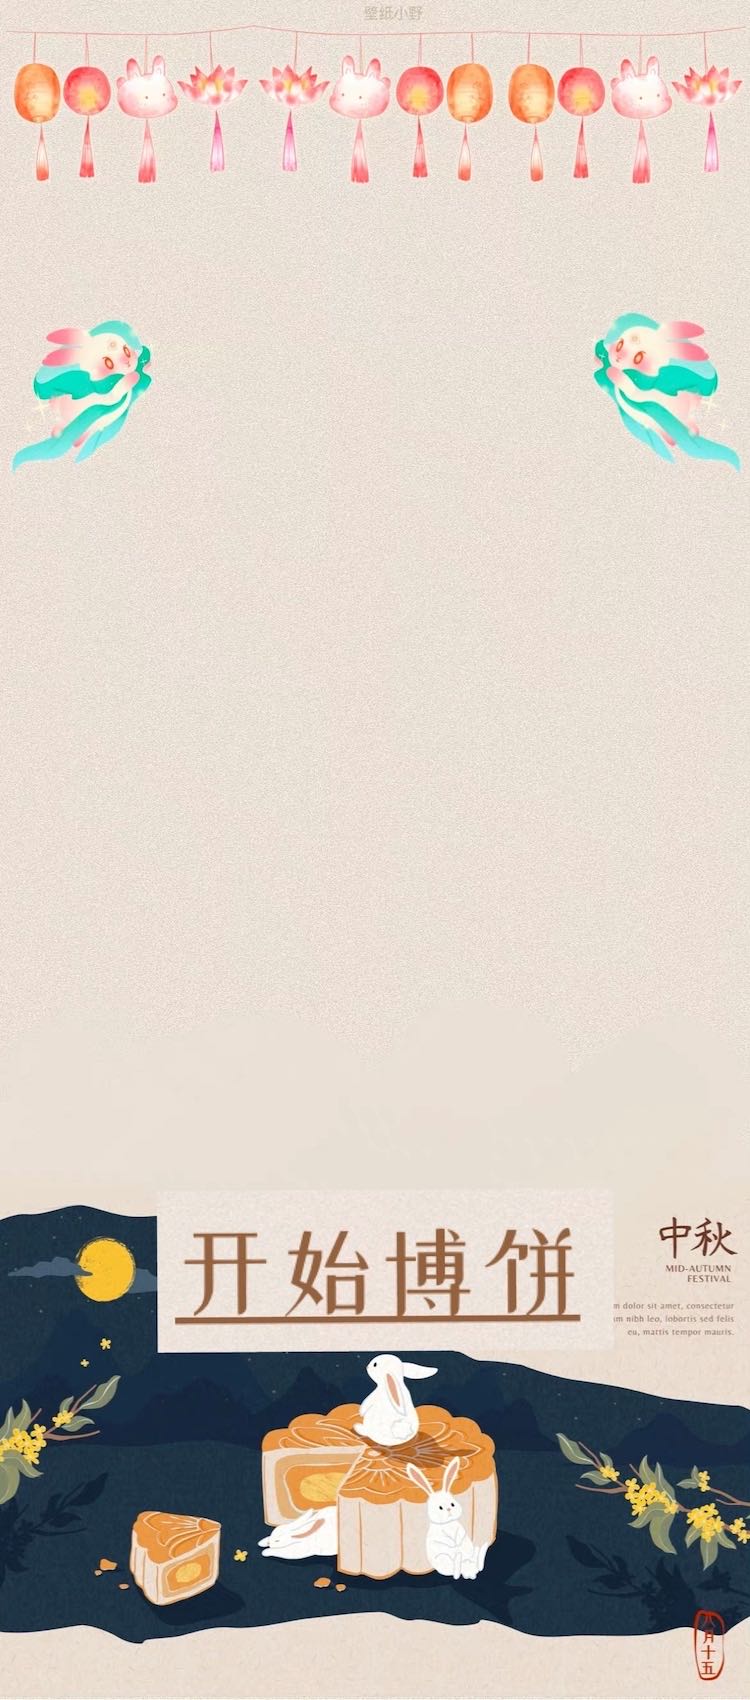 壁纸小野
开始博饼
中秋
MID-AUTUMN
FESTIVAL
m dolor sit amet, consectetur
m nibh leo, lobortis sed felis
eu, mattis tempor mauris.
八月十五